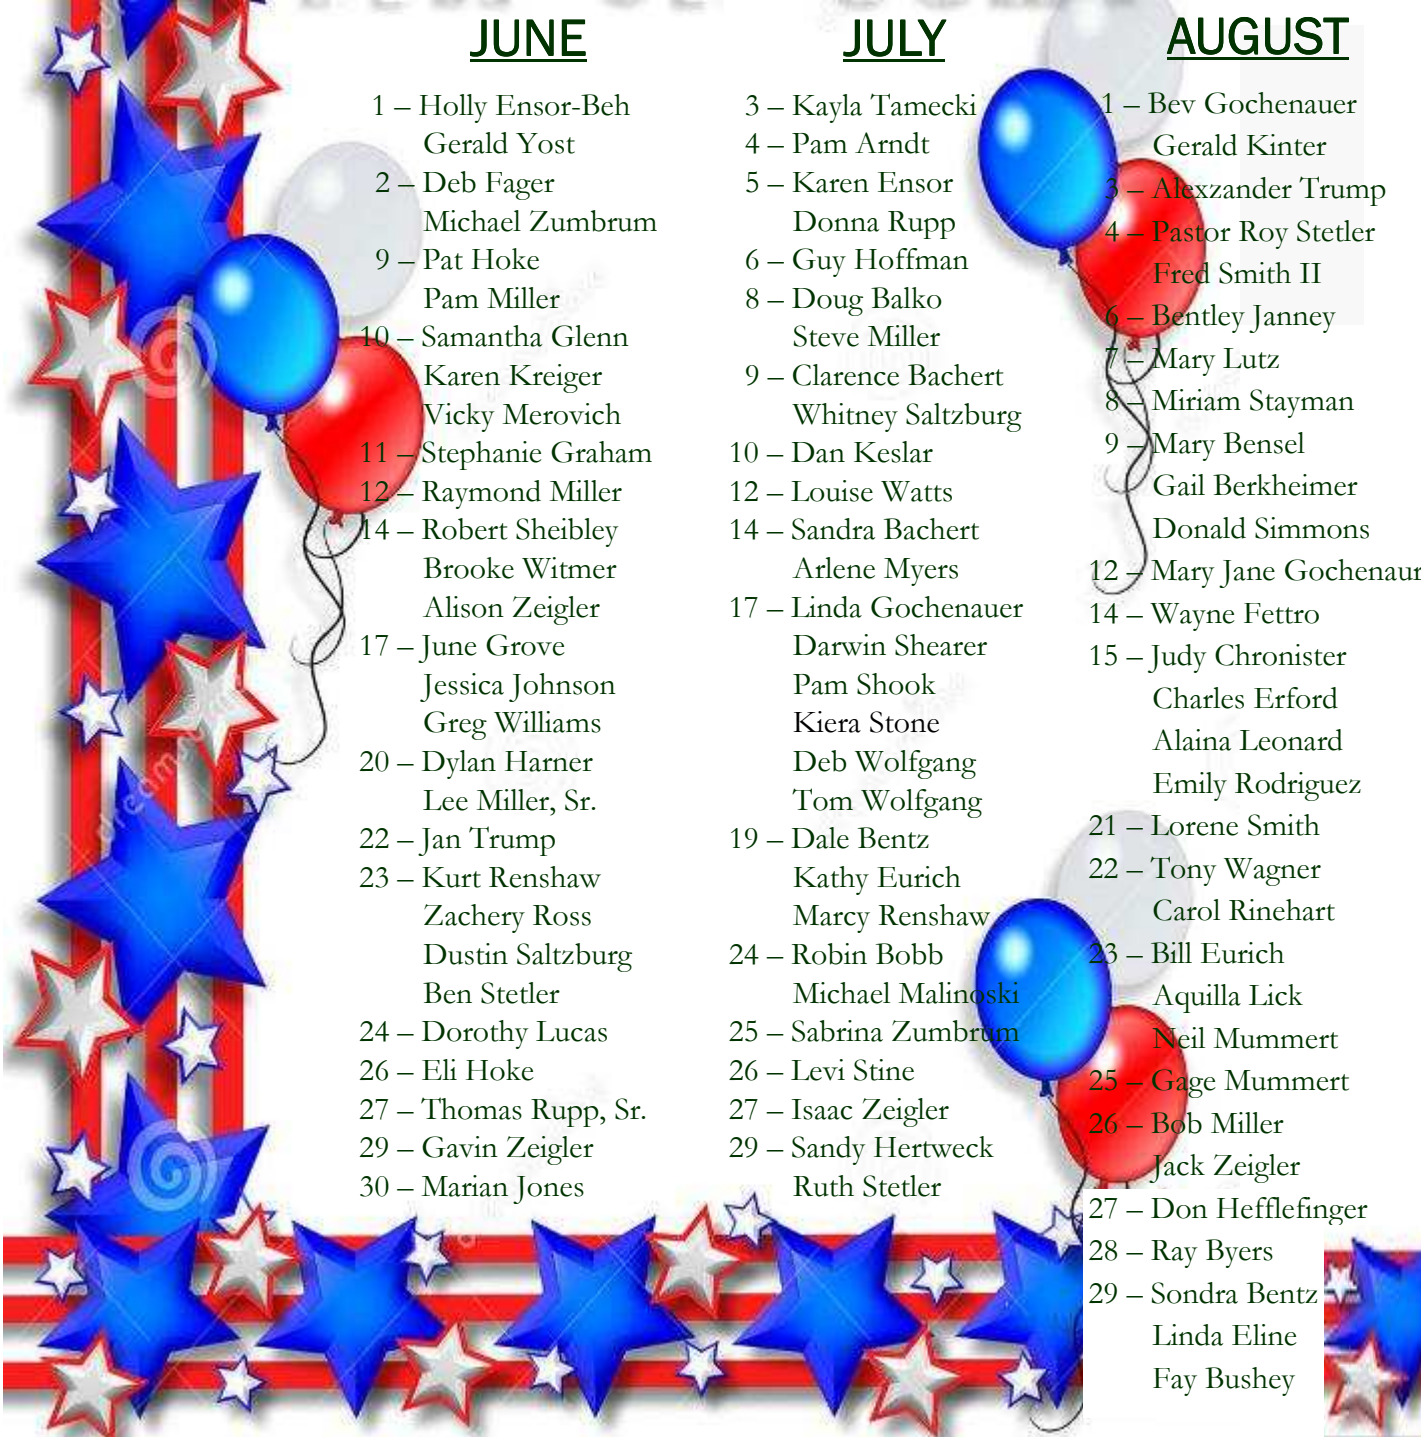 JUNE
1 – Holly Ensor-Beh
Gerald Yost
2 – Deb Fager
Michael Zumbrum
9 – Pat Hoke
Pam Miller
10 – Samantha Glenn
Karen Kreiger
Vicky Merovich
11 – Stephanie Graham
12 – Raymond Miller
14 – Robert Sheibley
Brooke Witmer
Alison Zeigler
17 – June Grove
Jessica Johnson
Greg Williams
20 – Dylan Harner
Lee Miller, Sr.
22 – Jan Trump
23 – Kurt Renshaw
Zachery Ross
Dustin Saltzburg
Ben Stetler
24 – Dorothy Lucas
26 – Eli Hoke
27 – Thomas Rupp, Sr.
29 – Gavin Zeigler
30 – Marian Jones
JULY
3 – Kayla Tamecki
4 – Pam Arndt
5 – Karen Ensor
Donna Rupp
6 – Guy Hoffman
8 – Doug Balko
Steve Miller
9 – Clarence Bachert
Whitney Saltzburg
10 – Dan Keslar
12 – Louise Watts
14 – Sandra Bachert
Arlene Myers
17 – Linda Gochenauer
Darwin Shearer
Pam Shook
Kiera Stone
Deb Wolfgang
Tom Wolfgang
19 – Dale Bentz
Kathy Eurich
Marcy Renshaw
24 – Robin Bobb
Michael Malinoski
25 – Sabrina Zumbrum
26 – Levi Stine
27 – Isaac Zeigler
29 – Sandy Hertweck
Ruth Stetler
AUGUST
1 – Bev Gochenauer
Gerald Kinter
3 – Alexzander Trump
4 – Pastor Roy Stetler
Fred Smith II
6 – Bentley Janney
7 – Mary Lutz
8 – Miriam Stayman
9 – Mary Bensel
Gail Berkheimer
Donald Simmons
12 – Mary Jane Gochenaur
14 – Wayne Fettro
15 – Judy Chronister
Charles Erford
Alaina Leonard
Emily Rodriguez
21 – Lorene Smith
22 – Tony Wagner
Carol Rinehart
23 – Bill Eurich
Aquilla Lick
Neil Mummert
25 – Gage Mummert
26 – Bob Miller
Jack Zeigler
27 – Don Hefflefinger
28 – Ray Byers
29 – Sondra Bentz
Linda Eline
Fay Bushey